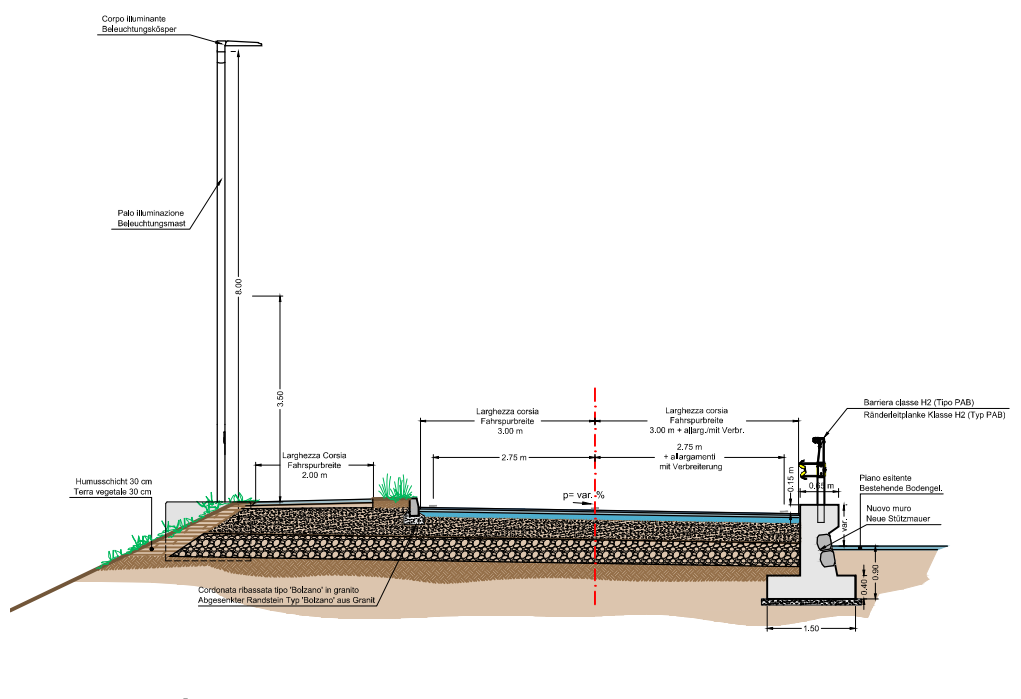 Corpo illuminante
Beleuchtungskösper
Palo illuminazione
Beleuchtungsmast
8.00
3.50
Larghezza corsia
Fahrspurbreite
3.00 m
Larghezza corsia
Fahrspurbreite
3.00 m + allarg./mit Verbr.
Barriera classe H2 (Tipo PAB)
Ränderleitplanke Klasse H2 (Typ PAB)
2.75 m
2.75 m
+ allargamenti
mit Verbreiterung
Larghezza Corsia
Fahrspurbreite
2.00 m
Humusschicht 30 cm
Terra vegetale 30 cm
p= var. %
0.15 m
0.65 m
Piano esitente
Bestehende Bodengel.
Nuovo muro
Neue Stützmauer
var.
Cordonata ribassata tipo 'Bolzano' in granito
Abgesenkter Randstein Typ 'Bolzano' aus Granit
0.40
0.90
1.50